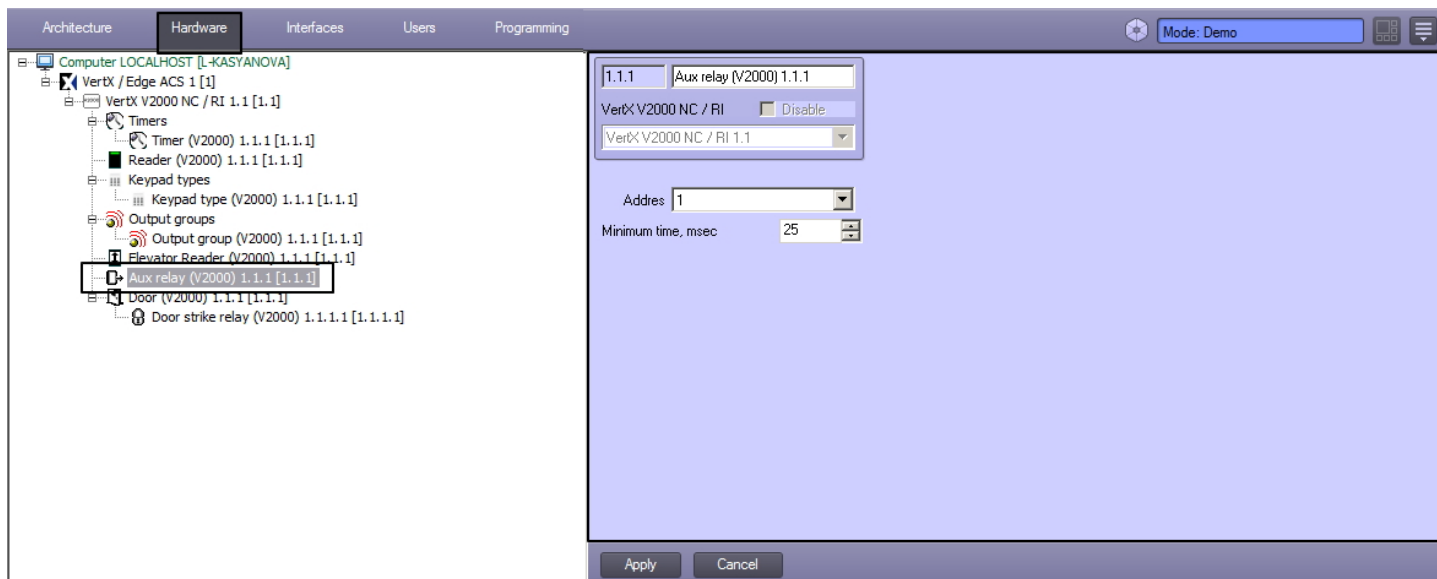 Architecture Hardware Interfaces Users Programming
Mode: Demo
Computer LOCALHOST [L-KASYANOVA]
VertX / Edge ACS 1 [1]
VertX V2000 NC / RI 1.1 [1.1]
Timers
Timer (V2000) 1.1.1 [1.1.1]
Reader (V2000) 1.1.1 [1.1.1]
Keypad types
Keypad type (V2000) 1.1.1 [1.1.1]
Output groups
Output group (V2000) 1.1.1 [1.1.1]
Elevator Reader (V2000) 1.1.1 [1.1.1]
Aux relay (V2000) 1.1.1 [1.1.1]
Door (V2000) 1.1.1 [1.1.1]
Door strike relay (V2000) 1.1.1.1 [1.1.1.1]
1.1.1 Aux relay (V2000) 1.1.1
VertX V2000 NC / RI Disable
VertX V2000 NC / RI 1.1
Addres 1
Minimum time, msec 25
Apply Cancel